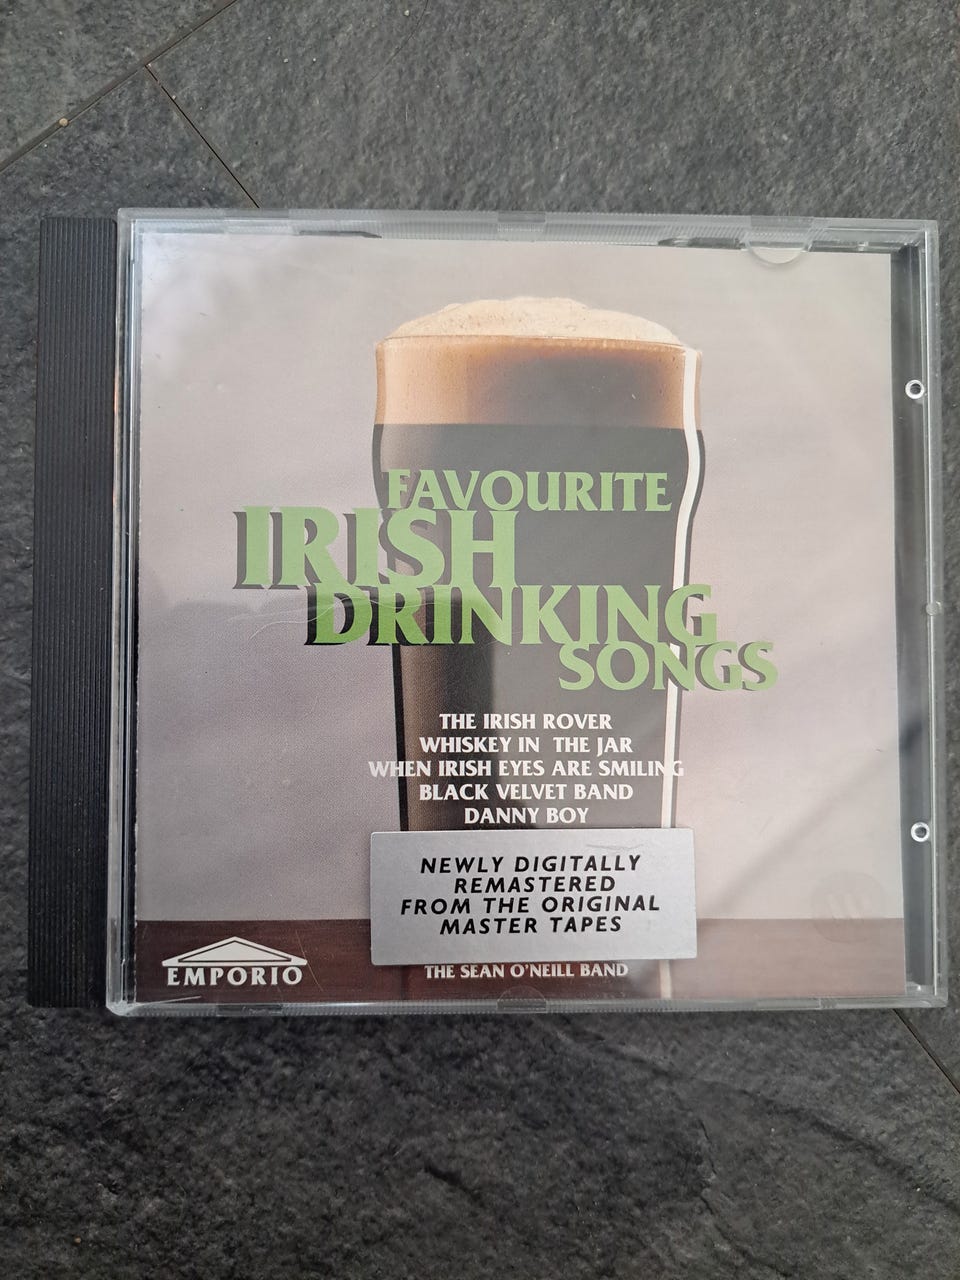 FAVOURITE
IRISH
DRINKING
SONGS
THE IRISH ROVER
WHISKEY IN THE JAR
WHEN IRISH EYES ARE SMILING
BLACK VELVET BAND
DANNY BOY
NEWLY DIGITALLY
REMASTERED
FROM THE ORIGINAL
MASTER TAPES
EMPORIO
THE SEAN O'NEILL BAND